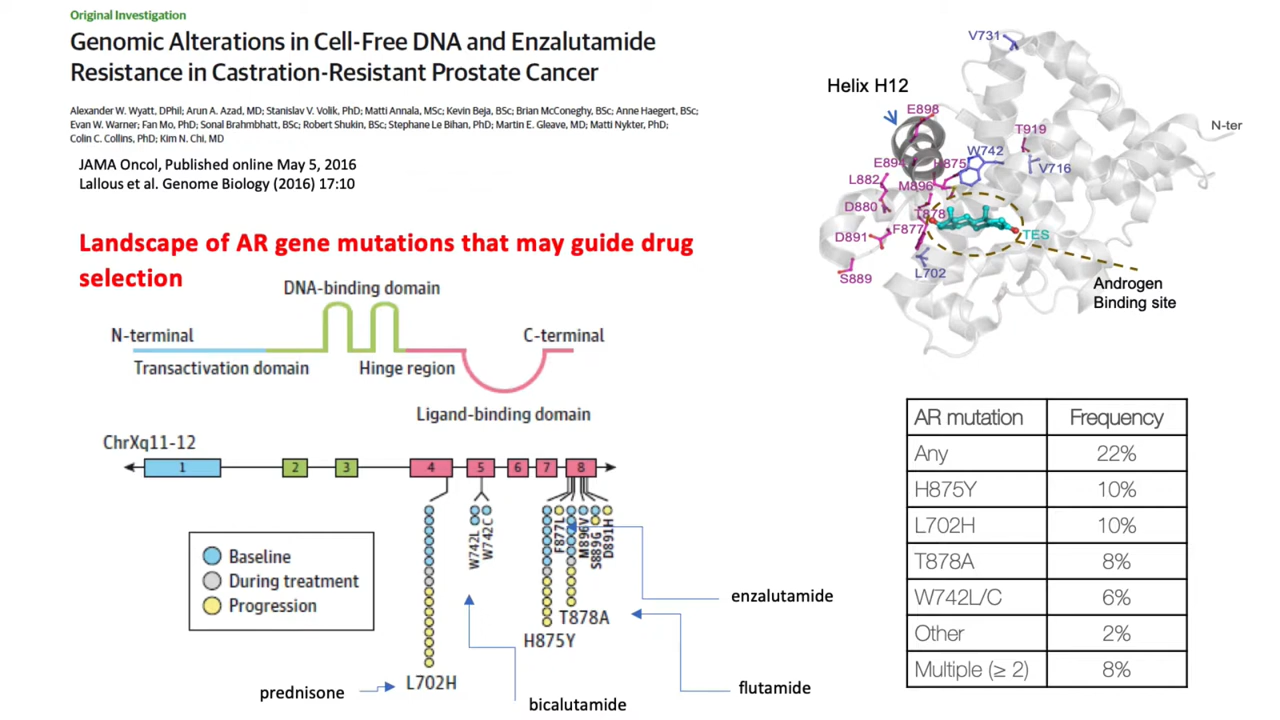 Original Investigation
Genomic Alterations in Cell-Free DNA and Enzalutamide
Resistance in Castration-Resistant Prostate Cancer
Alexander W. Wyatt, DPhil; Arun A. Azad, MD; Stanislav V. Volik, PhD; Matti Annala, MSc; Kevin Beja, BSc; Brian McConeghy, BSc; Anne Haegert, BSc;
Evan W. Warner; Fan Mo, PhD; Sonal Brahmbhatt, BSc; Robert Shukin, BSc; Stephane Le Bihan, PhD; Martin E. Gleave, MD; Matti Nykter, PhD;
Colin C. Collins, PhD; Kim N. Chi, MD
JAMA Oncol, Published online May 5, 2016
Lallous et al. Genome Biology (2016) 17:10
Landscape of AR gene mutations that may guide drug
selection
DNA-binding domain
N-terminal
C-terminal
Transactivation domain
Hinge region
Ligand-binding domain
ChrXq11-12
1 2 3 4 5 6 7 8
Baseline
During treatment
Progression
W742L
W742C
F877L
M896V
S889G
D891H
T878A
H875Y
L702H
prednisone
bicalutamide
enzalutamide
flutamide
V731
Helix H12
E898
N-ter
T919
W742
E894
H875
V716
L882
M896
D880
T878
F877
TES
D891
L702
S889
Androgen
Binding site
AR mutation Frequency
Any 22%
H875Y 10%
L702H 10%
T878A 8%
W742L/C 6%
Other 2%
Multiple (≥ 2) 8%